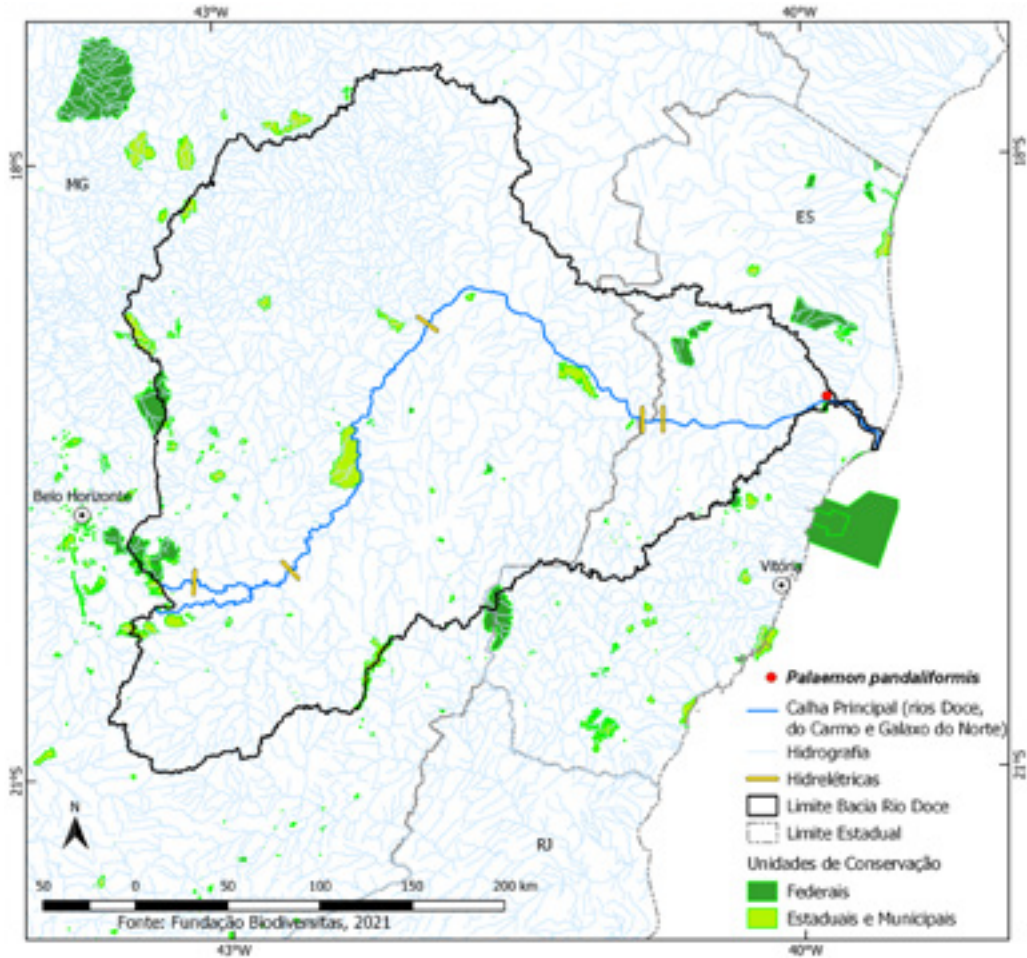 43°W
40°W
18°S
18°S
MG
ES
Belo Horizonte
Vitória
Palaemon pandaliformis
Calha Principal (rios Doce,
do Carmo e Galaxo do Norte)
Hidrografia
21°S
21°S
Hidrelétricas
N
Limite Bacia Rio Doce
Limite Estadual
RJ
Unidades de Conservação
Federais
50 0 50 100 150 200 km
Estaduais e Municipais
Fonte: Fundação Biodiversitas, 2021
43°W
40°W